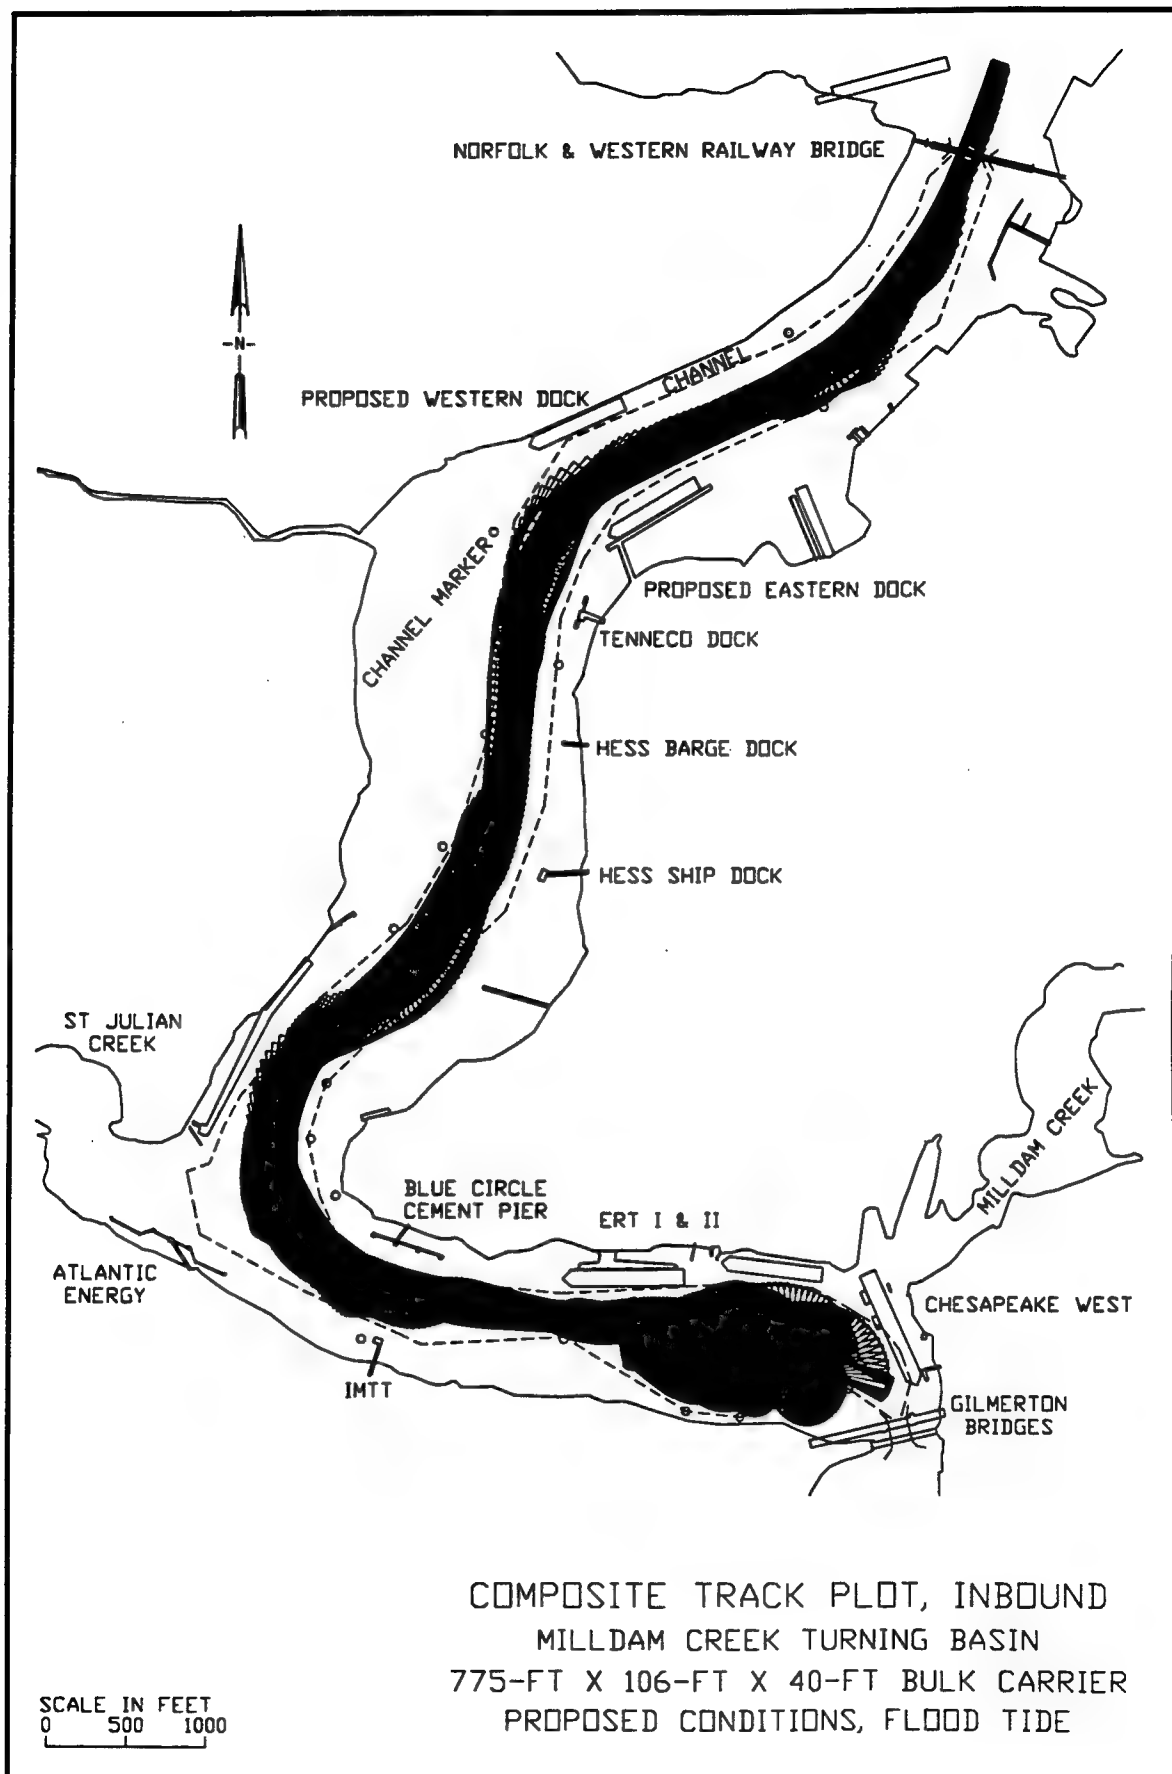 NORFOLK & WESTERN RAILWAY BRIDGE
-N-
CHANNEL
PROPOSED WESTERN DOCK
CHANNEL MARKER
PROPOSED EASTERN DOCK
TENNECO DOCK
HESS BARGE DOCK
HESS SHIP DOCK
ST JULIAN
CREEK
MILLDAM CREEK
BLUE CIRCLE
CEMENT PIER
ERT I & II
ATLANTIC
ENERGY
CHESAPEAKE WEST
IMTT
GILMERTON
BRIDGES
COMPOSITE TRACK PLOT, INBOUND
MILLDAM CREEK TURNING BASIN
775-FT X 106-FT X 40-FT BULK CARRIER
PROPOSED CONDITIONS, FLOOD TIDE
SCALE IN FEET
0 500 1000